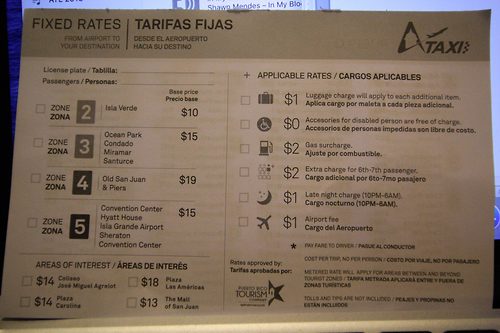 Shawn Mendes – In My Blo
FIXED RATES | TARIFAS FIJAS
FROM AIRPORT TO
YOUR DESTINATION
DESDE EL AEROPUERTO
HACIA SU DESTINO
ATAXI
License plate / Tablilla:
Passengers / Personas:
Base price
Precio base
ZONE
ZONA
2
Isla Verde
$10
ZONE
ZONA
3
Ocean Park
Condado
Miramar
Santurce
$15
ZONE
ZONA
4
Old San Juan
& Piers
$19
ZONE
ZONA
5
Convention Center
Hyatt House
Isla Grande Airport
Sheraton
Convention Center
$15
AREAS OF INTEREST / ÁREAS DE INTERÉS
$14 Coliseo
José Miguel Agrelot
$18 Plaza
Las Américas
$14 Plaza
Carolina
$13 The Mall
of San Juan
+ APPLICABLE RATES / CARGOS APLICABLES
$1 Luggage charge will apply to each additional item.
Aplica cargo por maleta a cada pieza adicional.
$0 Accesories for disabled person are free of charge.
Accesorios de personas impedidas son libre de costo.
$2 Gas surcharge.
Ajuste por combustible.
$2 Extra charge for 6th-7th passenger.
Cargo adicional por 6to-7mo pasajero
$1 Late night charge (10PM-6AM).
Cargo nocturno (10PM-6AM).
$1 Airport fee
Cargo del Aeropuerto
* PAY FARE TO DRIVER / PAGUE AL CONDUCTOR
COST PER TRIP, NO PER PERSON / COSTO POR VIAJE, NO POR PASAJERO
Rates approved by:
Tarifas aprobadas por:
PUERTO RICO
TOURISM
COMPANY
METERED RATE WILL APPLY FOR AREAS BETWEEN AND BEYOND
TOURIST ZONES / TARIFA METRADA APLICARÁ ENTRE Y FUERA DE
ZONAS TURÍSTICAS
TOLLS AND TIPS ARE NOT INCLUDED / PEAJES Y PROPINAS NO
ESTÁN INCLUIDOS